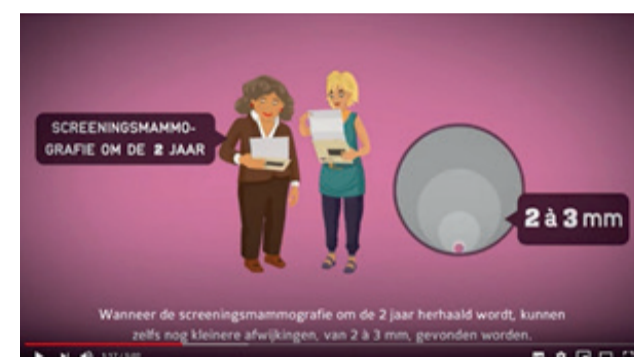 SCREENINGSMAMMO-
GRAFIE OM DE 2 JAAR
2 à 3 mm
Wanneer de screeningsmammografie om de 2 jaar herhaald wordt, kunnen
zelfs nog kleinere afwijkingen, van 2 à 3 mm, gevonden worden.